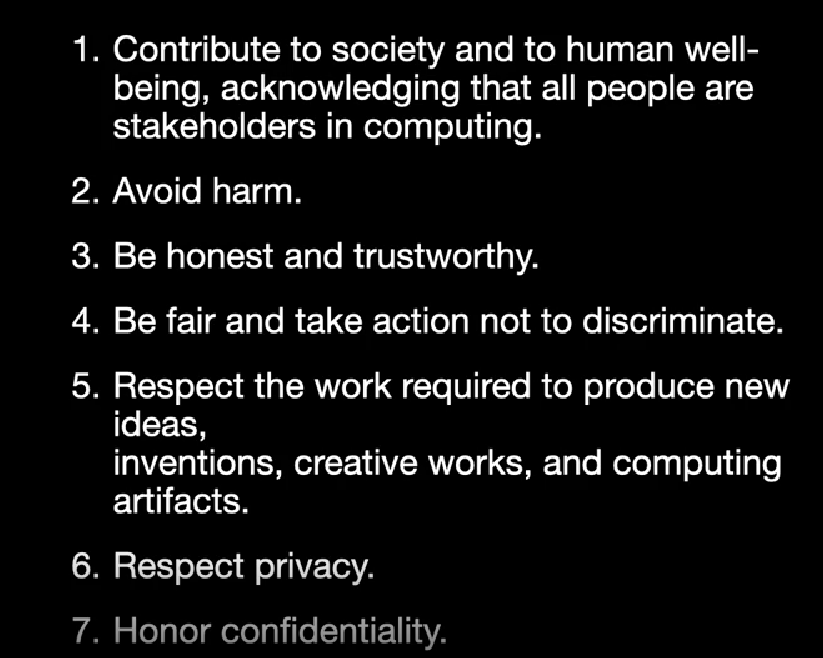 1. Contribute to society and to human well-
being, acknowledging that all people are
stakeholders in computing.
2. Avoid harm.
3. Be honest and trustworthy.
4. Be fair and take action not to discriminate.
5. Respect the work required to produce new
ideas,
inventions, creative works, and computing
artifacts.
6. Respect privacy.
7. Honor confidentiality.